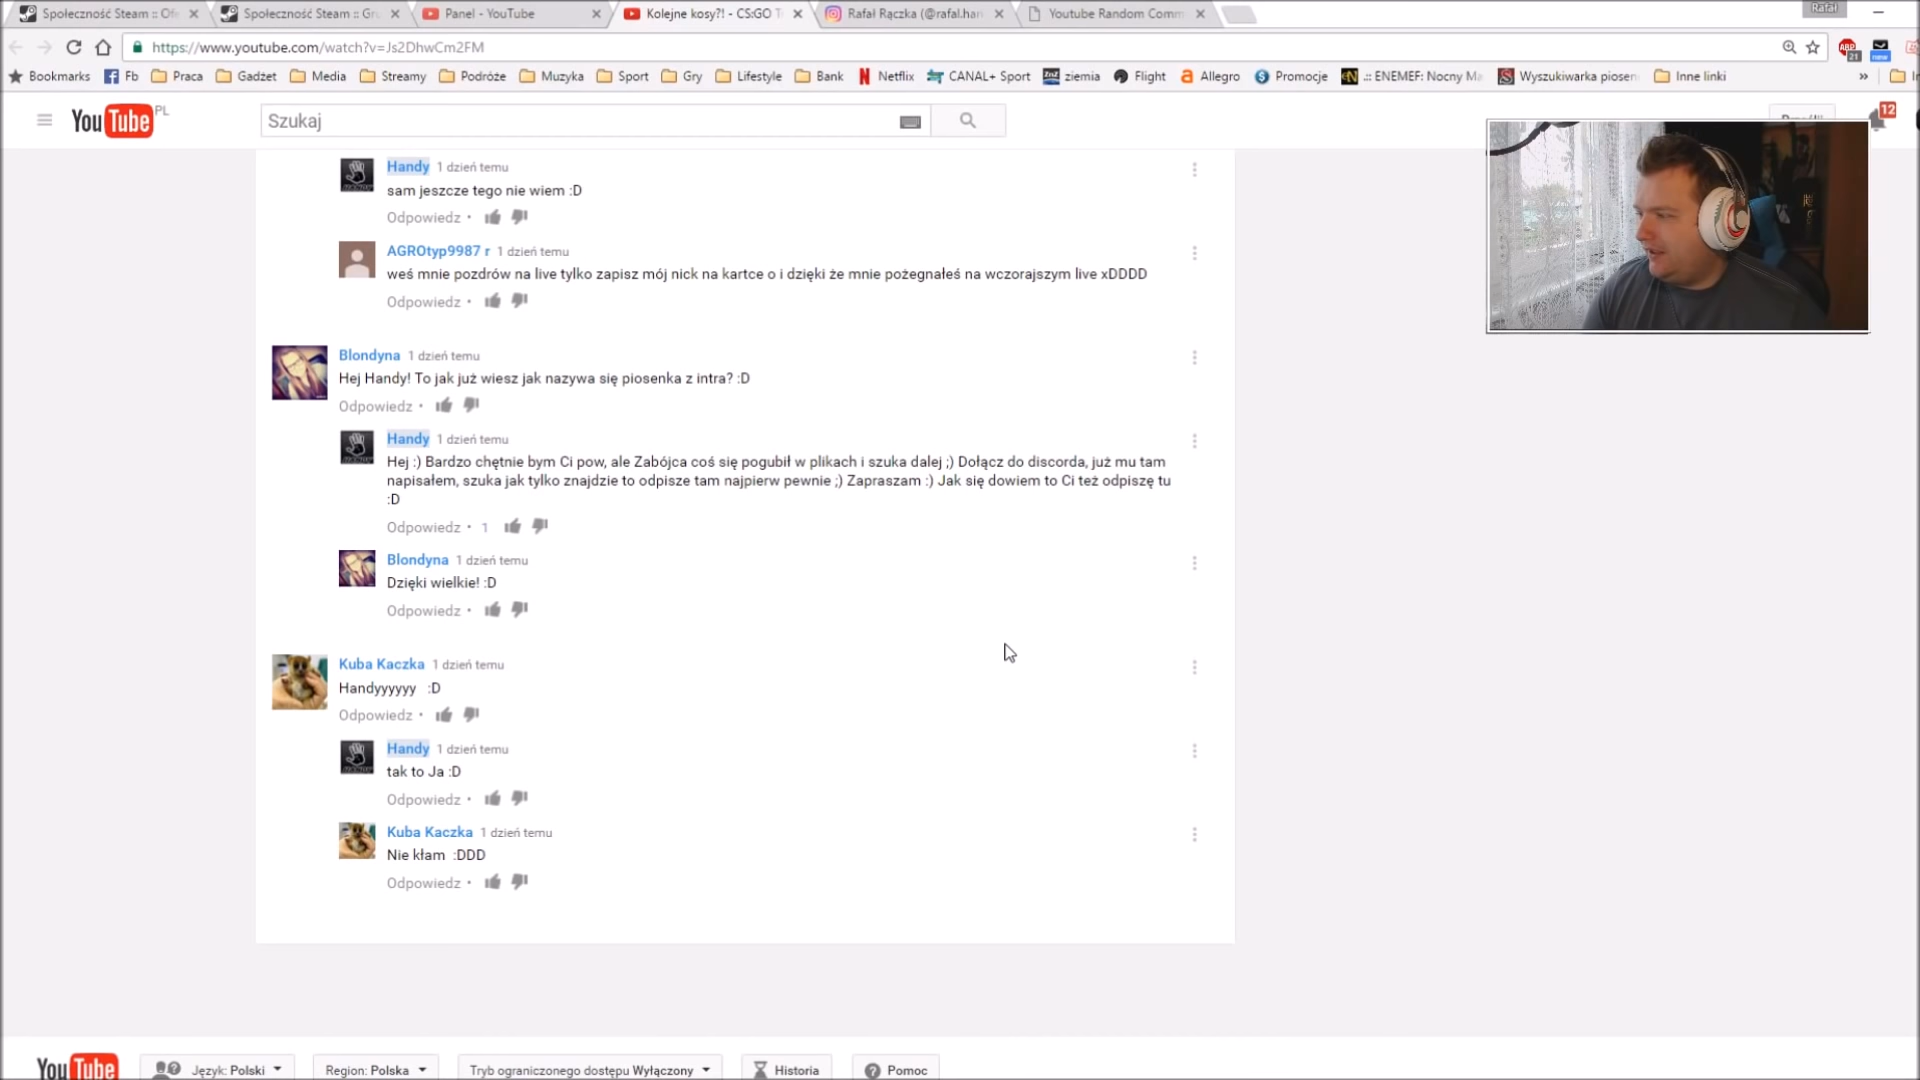 Społeczność Steam :: Ofe
Społeczność Steam :: Gru
Panel - YouTube
Kolejne kosy?! - CS:GO T
Rafał Rączka (@rafal.han
Youtube Random Comm
Rafał
https://www.youtube.com/watch?v=Js2DhwCm2FM
ABP
21
new
Bookmarks
Fb
Praca
Gadżet
Media
Streamy
Podróże
Muzyka
Sport
Gry
Lifestyle
Bank
Netflix
CANAL+ Sport
ziemia
Flight
Allegro
Promocje
.:: ENEMEF: Nocny Ma
Wyszukiwarka piosen
Inne linki
YouTube PL
Szukaj
12
Handy 1 dzień temu
sam jeszcze tego nie wiem :D
Odpowiedz •
AGROtyp9987 r 1 dzień temu
weś mnie pozdrów na live tylko zapisz mój nick na kartce o i dzięki że mnie pożegnałeś na wczorajszym live xDDDD
Odpowiedz •
Blondyna 1 dzień temu
Hej Handy! To jak już wiesz jak nazywa się piosenka z intra? :D
Odpowiedz •
Handy 1 dzień temu
Hej :) Bardzo chętnie bym Ci pow, ale Zabójca coś się pogubił w plikach i szuka dalej ;) Dołącz do discorda, już mu tam
napisałem, szuka jak tylko znajdzie to odpisze tam najpierw pewnie ;) Zapraszam :) Jak się dowiem to Ci też odpiszę tu
:D
Odpowiedz • 1
Blondyna 1 dzień temu
Dzięki wielkie! :D
Odpowiedz •
Kuba Kaczka 1 dzień temu
Handyyyyyy :D
Odpowiedz •
Handy 1 dzień temu
tak to Ja :D
Odpowiedz •
Kuba Kaczka 1 dzień temu
Nie kłam :DDD
Odpowiedz •
YouTube
Język: Polski
Region: Polska
Tryb ograniczonego dostępu Wyłączony
Historia
Pomoc